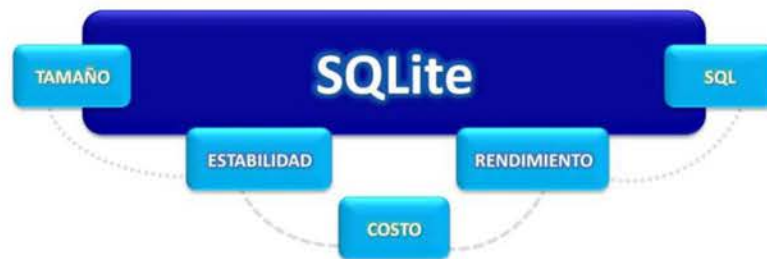 SQLite
TAMAÑO
SQL
ESTABILIDAD
RENDIMIENTO
COSTO